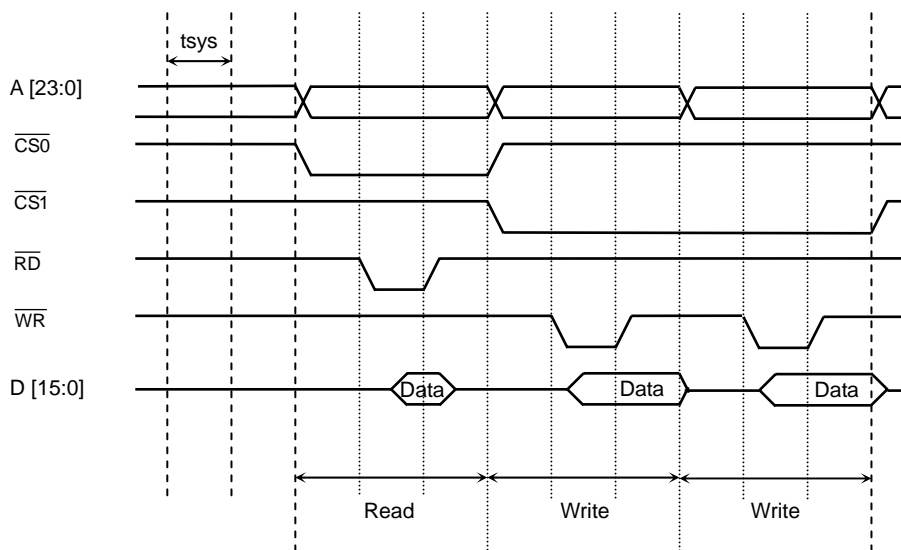 tsys
A [23:0]
CS0
CS1
RD
WR
D [15:0]
Data
Data
Data
Read
Write
Write